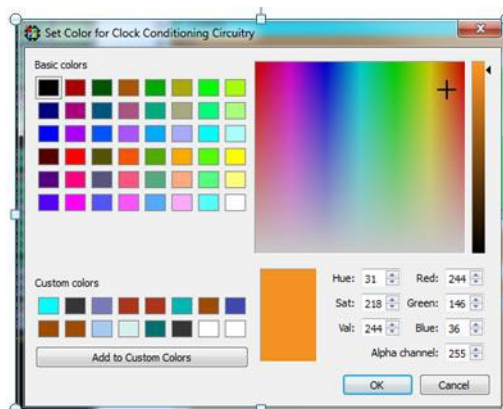 Set Color for Clock Conditioning Circuitry
Basic colors
Custom colors
Add to Custom Colors
Hue: 31 Red: 244
Sat: 218 Green: 146
Val: 244 Blue: 36
Alpha channel: 255
OK Cancel